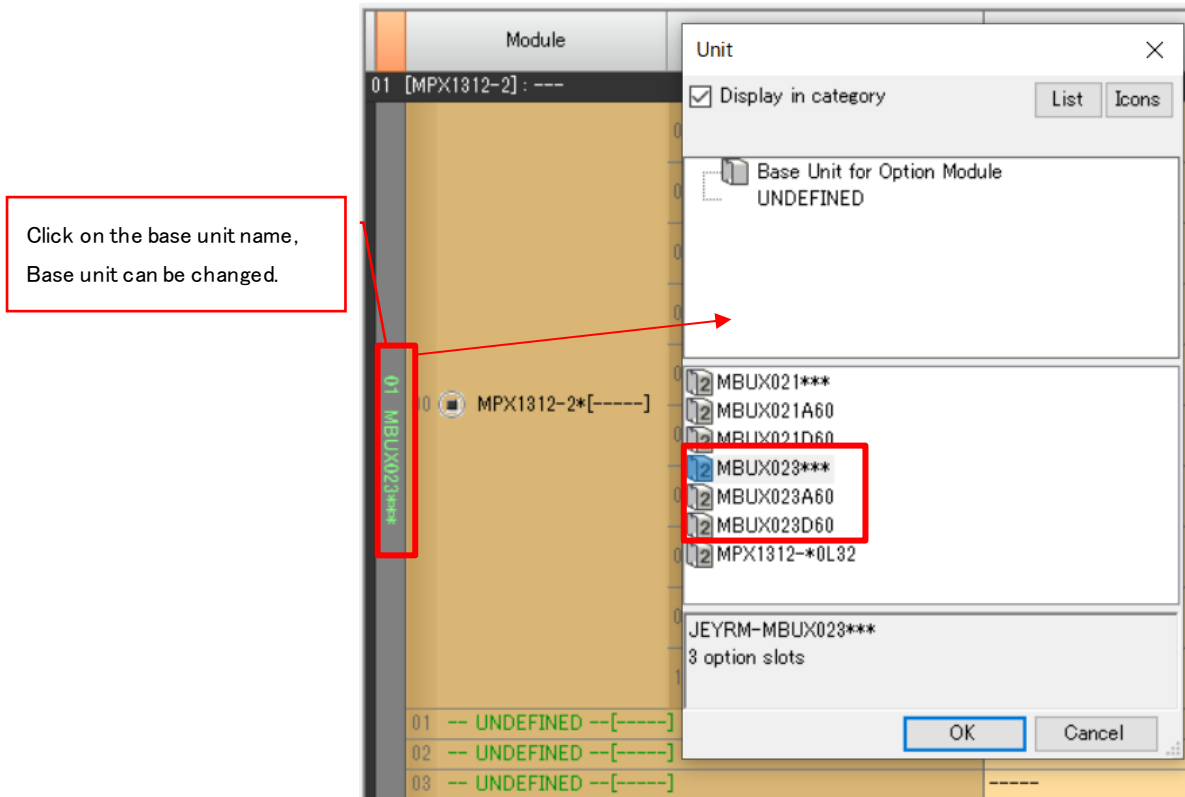 Module
01 [MPX1312-2] : ---
Click on the base unit name,
Base unit can be changed.
01 MBUX023***
00 MPX1312-2*[-----]
01 -- UNDEFINED --[-----]
02 -- UNDEFINED --[-----]
03 -- UNDEFINED --[-----]
-----
Unit
Display in category
List Icons
Base Unit for Option Module
UNDEFINED
MBUX021***
MBUX021A60
MBUX021D60
MBUX023***
MBUX023A60
MBUX023D60
MPX1312-*0L32
JEYRM-MBUX023***
3 option slots
OK Cancel